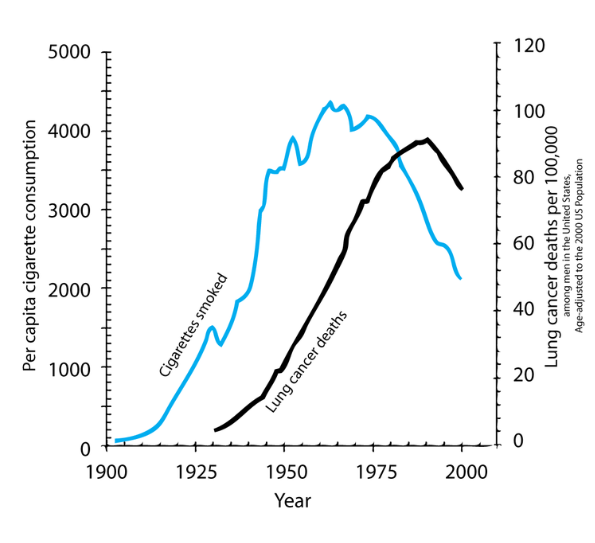 5000
4000
3000
2000
1000
0
Per capita cigarette consumption
Cigarettes smoked
Lung cancer deaths
120
100
80
60
40
20
0
Lung cancer deaths per 100,000
among men in the United States,
Age-adjusted to the 2000 US Population
1900 1925 1950 1975 2000
Year